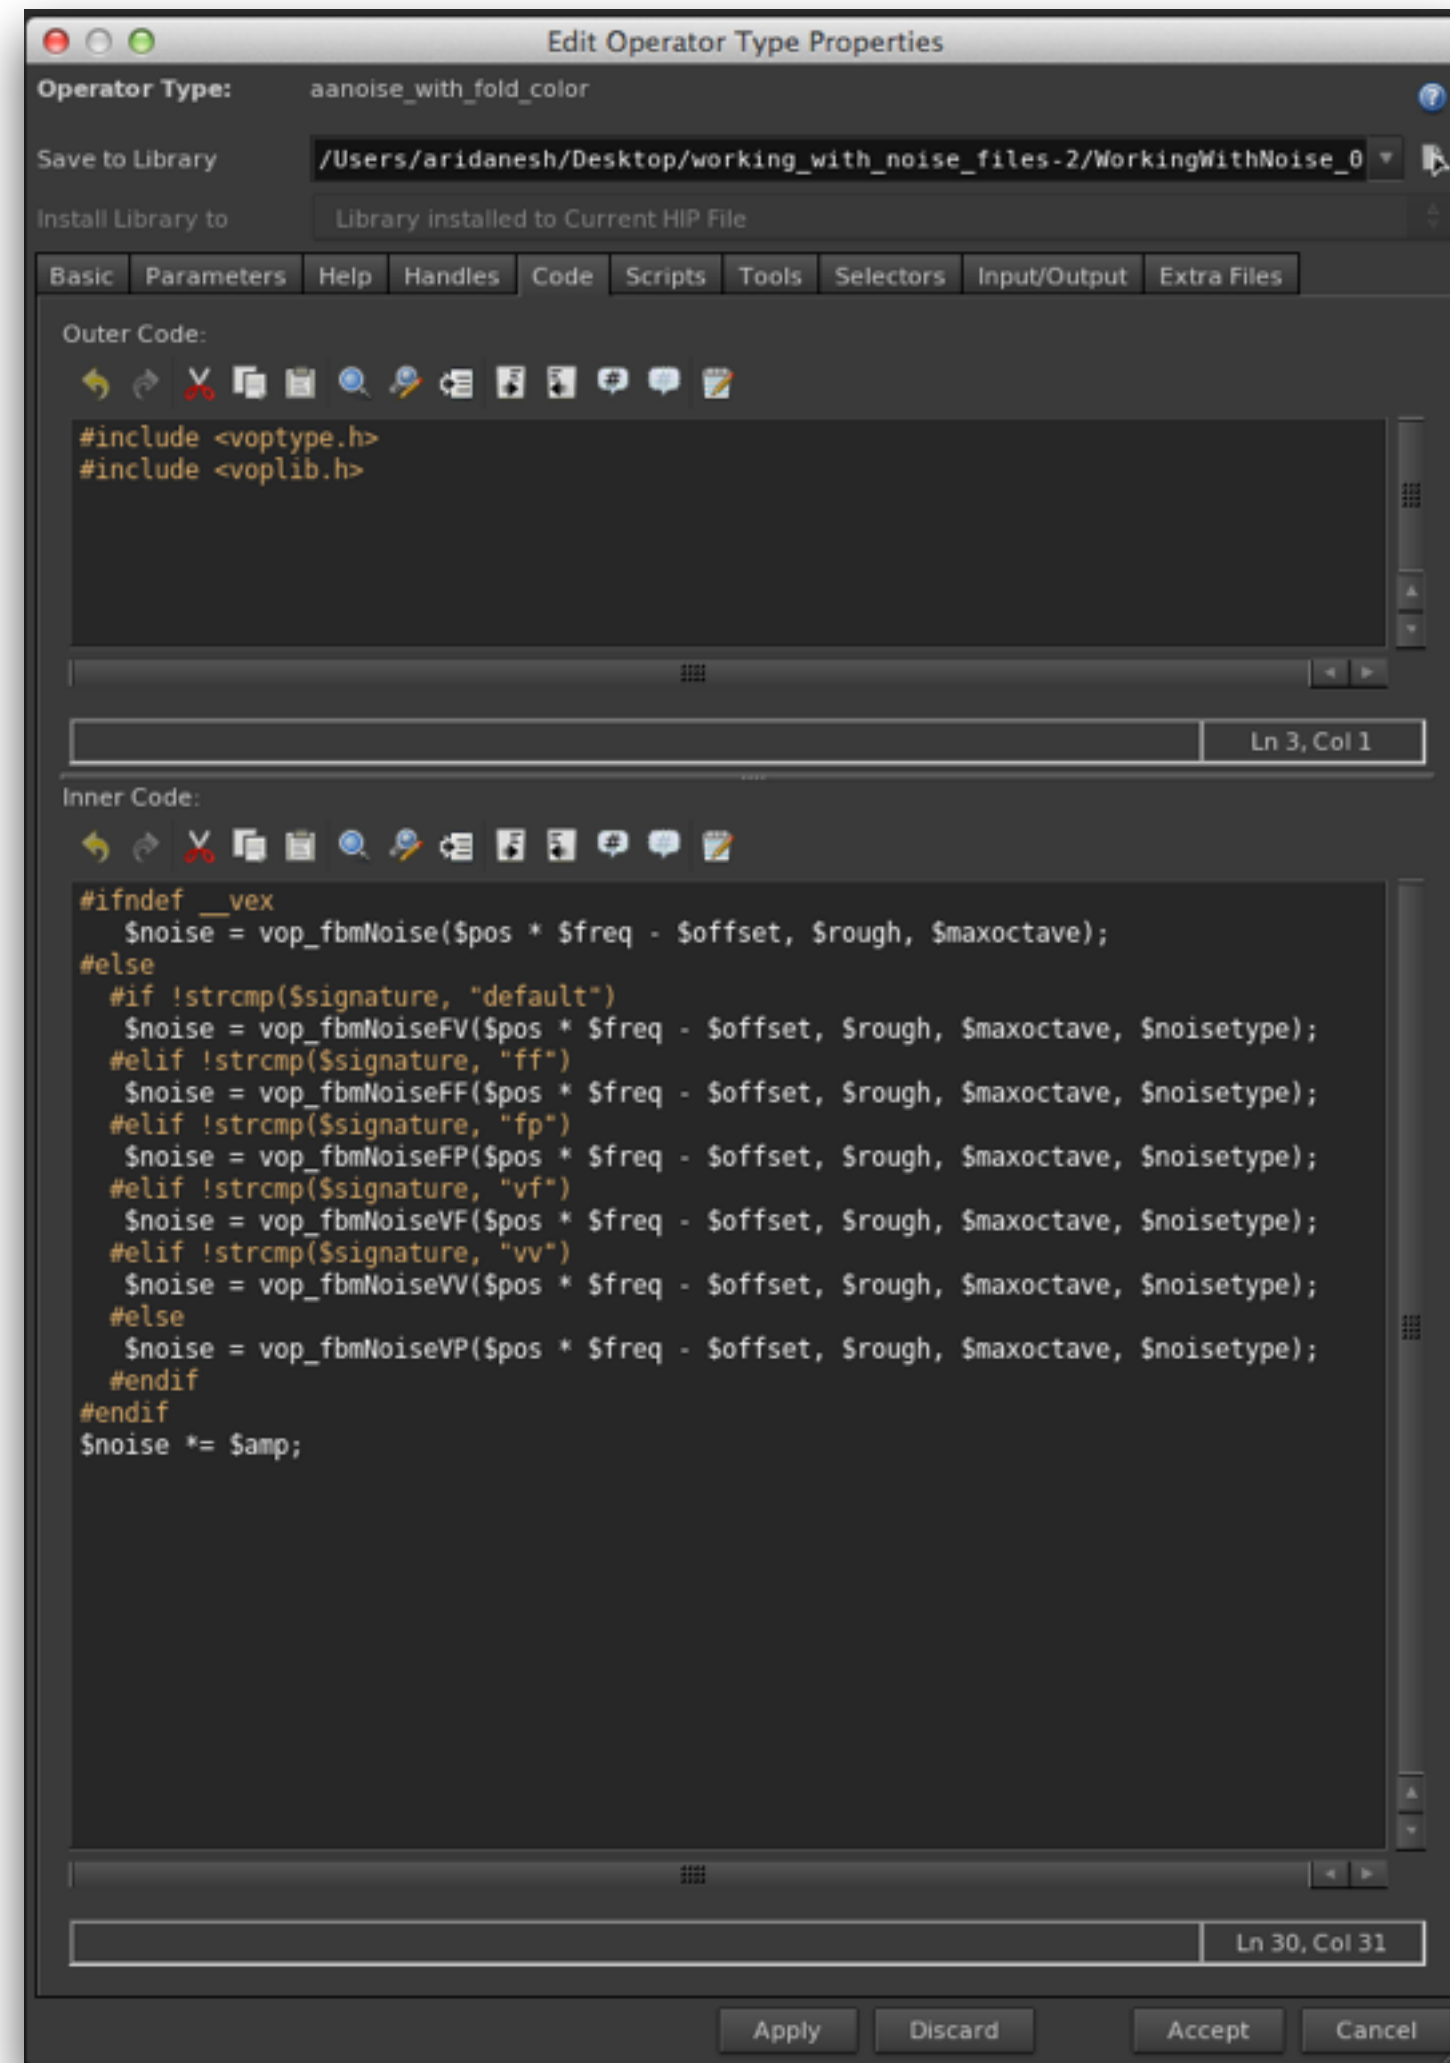 Edit Operator Type Properties
Operator Type: aanoise_with_fold_color
Save to Library /Users/aridanesh/Desktop/working_with_noise_files-2/WorkingWithNoise_0
Install Library to Library installed to Current HIP File
Basic Parameters Help Handles Code Scripts Tools Selectors Input/Output Extra Files
Outer Code:
#include <voptype.h>
#include <voplib.h>
Ln 3, Col 1
Inner Code:
#ifndef __vex
   $noise = vop_fbmNoise($pos * $freq - $offset, $rough, $maxoctave);
#else
  #if !strcmp($signature, "default")
   $noise = vop_fbmNoiseFV($pos * $freq - $offset, $rough, $maxoctave, $noisetype);
  #elif !strcmp($signature, "ff")
   $noise = vop_fbmNoiseFF($pos * $freq - $offset, $rough, $maxoctave, $noisetype);
  #elif !strcmp($signature, "fp")
   $noise = vop_fbmNoiseFP($pos * $freq - $offset, $rough, $maxoctave, $noisetype);
  #elif !strcmp($signature, "vf")
   $noise = vop_fbmNoiseVF($pos * $freq - $offset, $rough, $maxoctave, $noisetype);
  #elif !strcmp($signature, "vv")
   $noise = vop_fbmNoiseVV($pos * $freq - $offset, $rough, $maxoctave, $noisetype);
  #else
   $noise = vop_fbmNoiseVP($pos * $freq - $offset, $rough, $maxoctave, $noisetype);
  #endif
#endif
$noise *= $amp;
Ln 30, Col 31
Apply Discard Accept Cancel